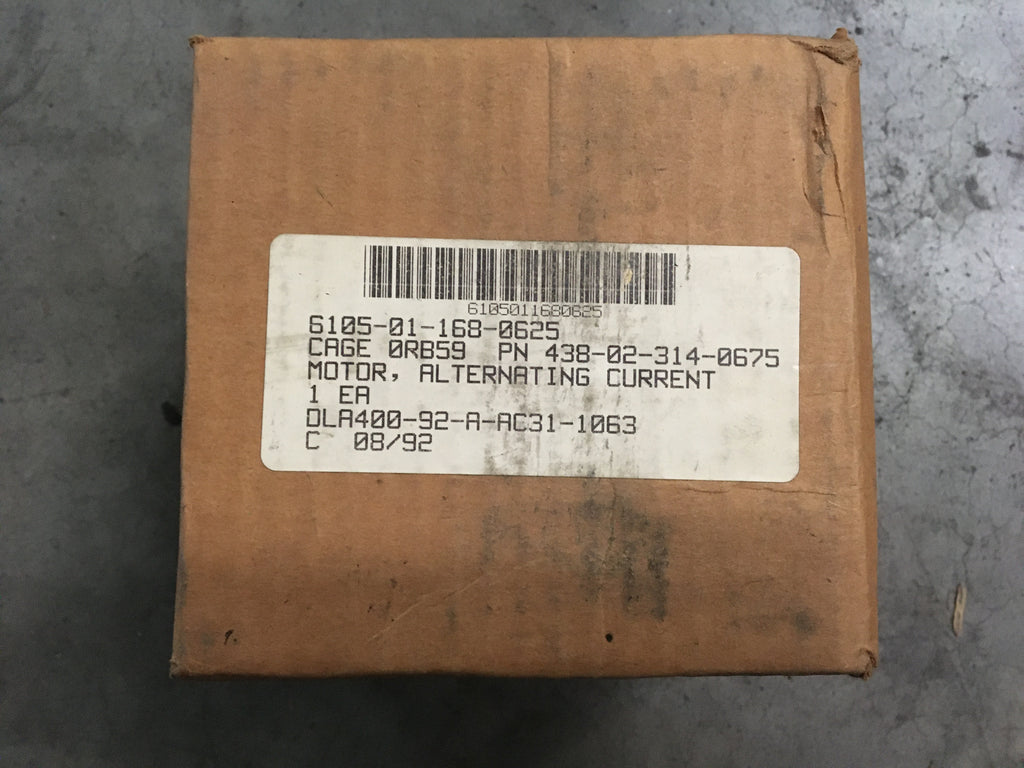 6105011680625
6105-01-168-0625
CAGE 0RB59 PN 438-02-314-0675
MOTOR, ALTERNATING CURRENT
1 EA
DLA400-92-A-AC31-1063
C 08/92